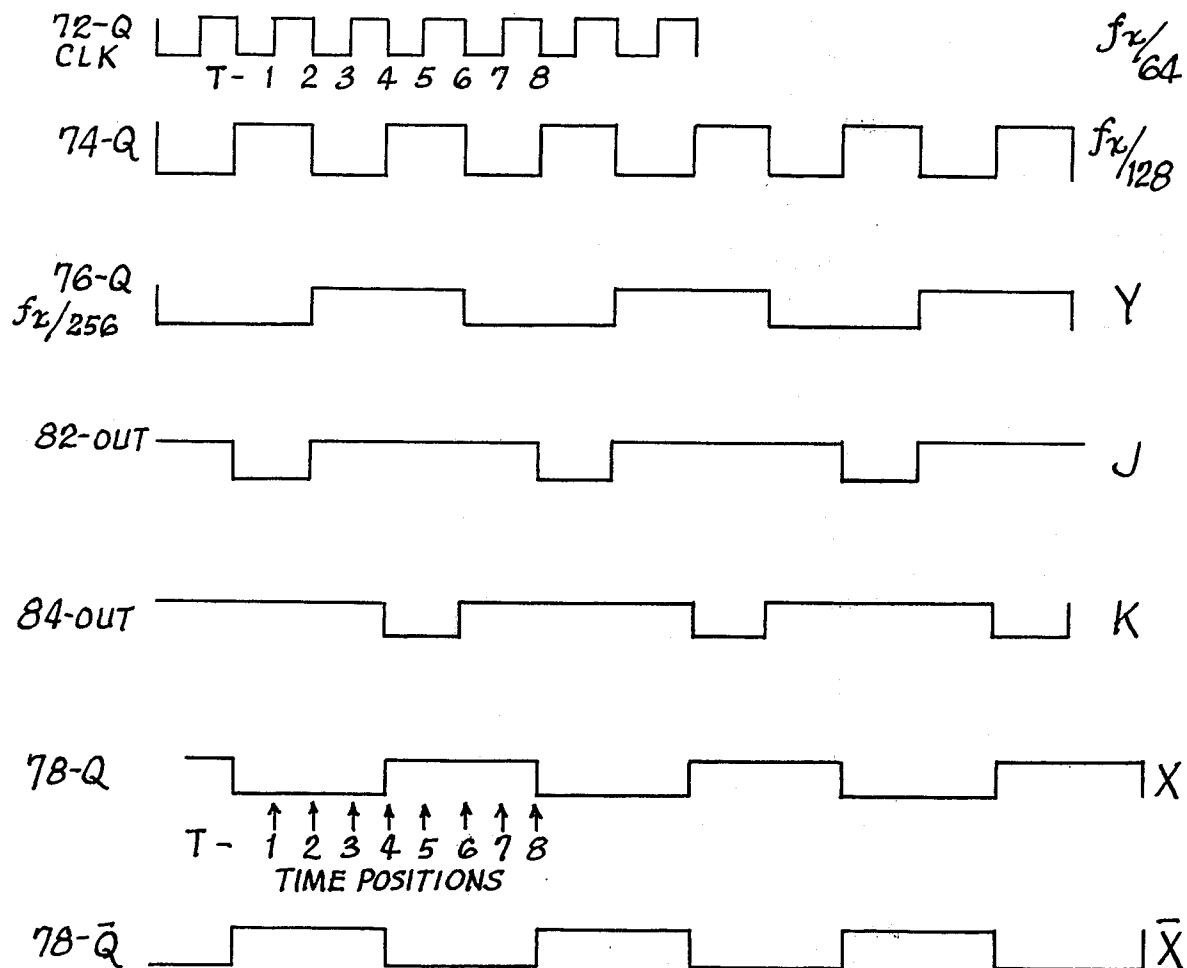 72-Q
CLK
fx/64
T- 1 2 3 4 5 6 7 8
74-Q
fx/128
76-Q
fx/256
Y
82-OUT
J
84-OUT
K
78-Q
X
T- 1 2 3 4 5 6 7 8
TIME POSITIONS
78-Q̄
X̄